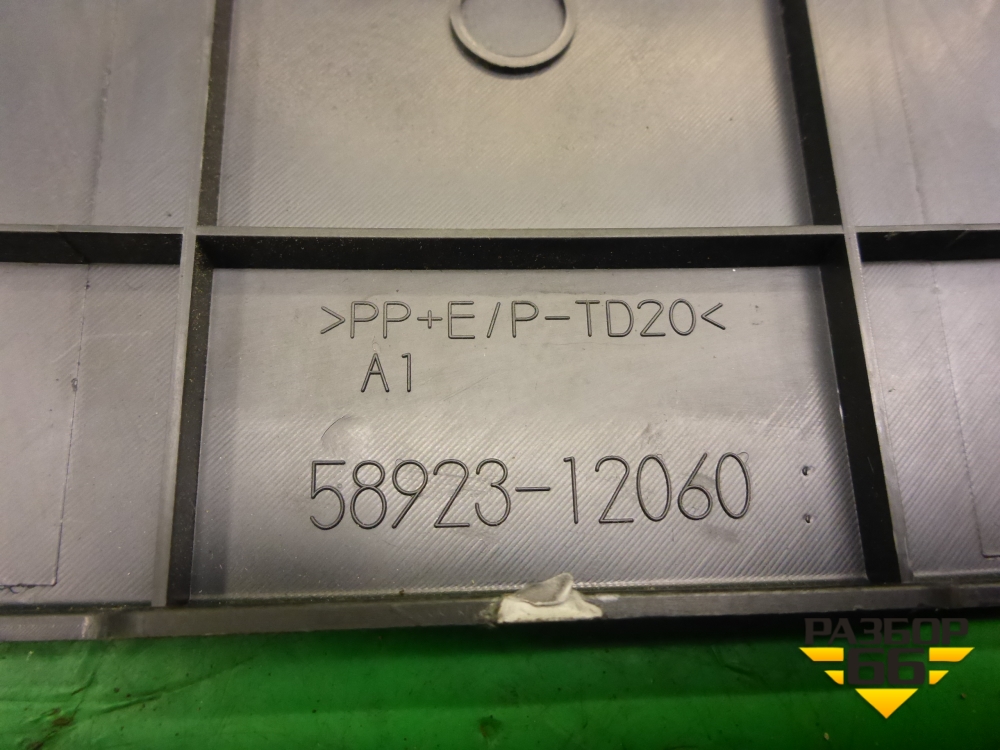 >PP+E/P-TD20<
A1
58923-12060
РАЗБОР
66